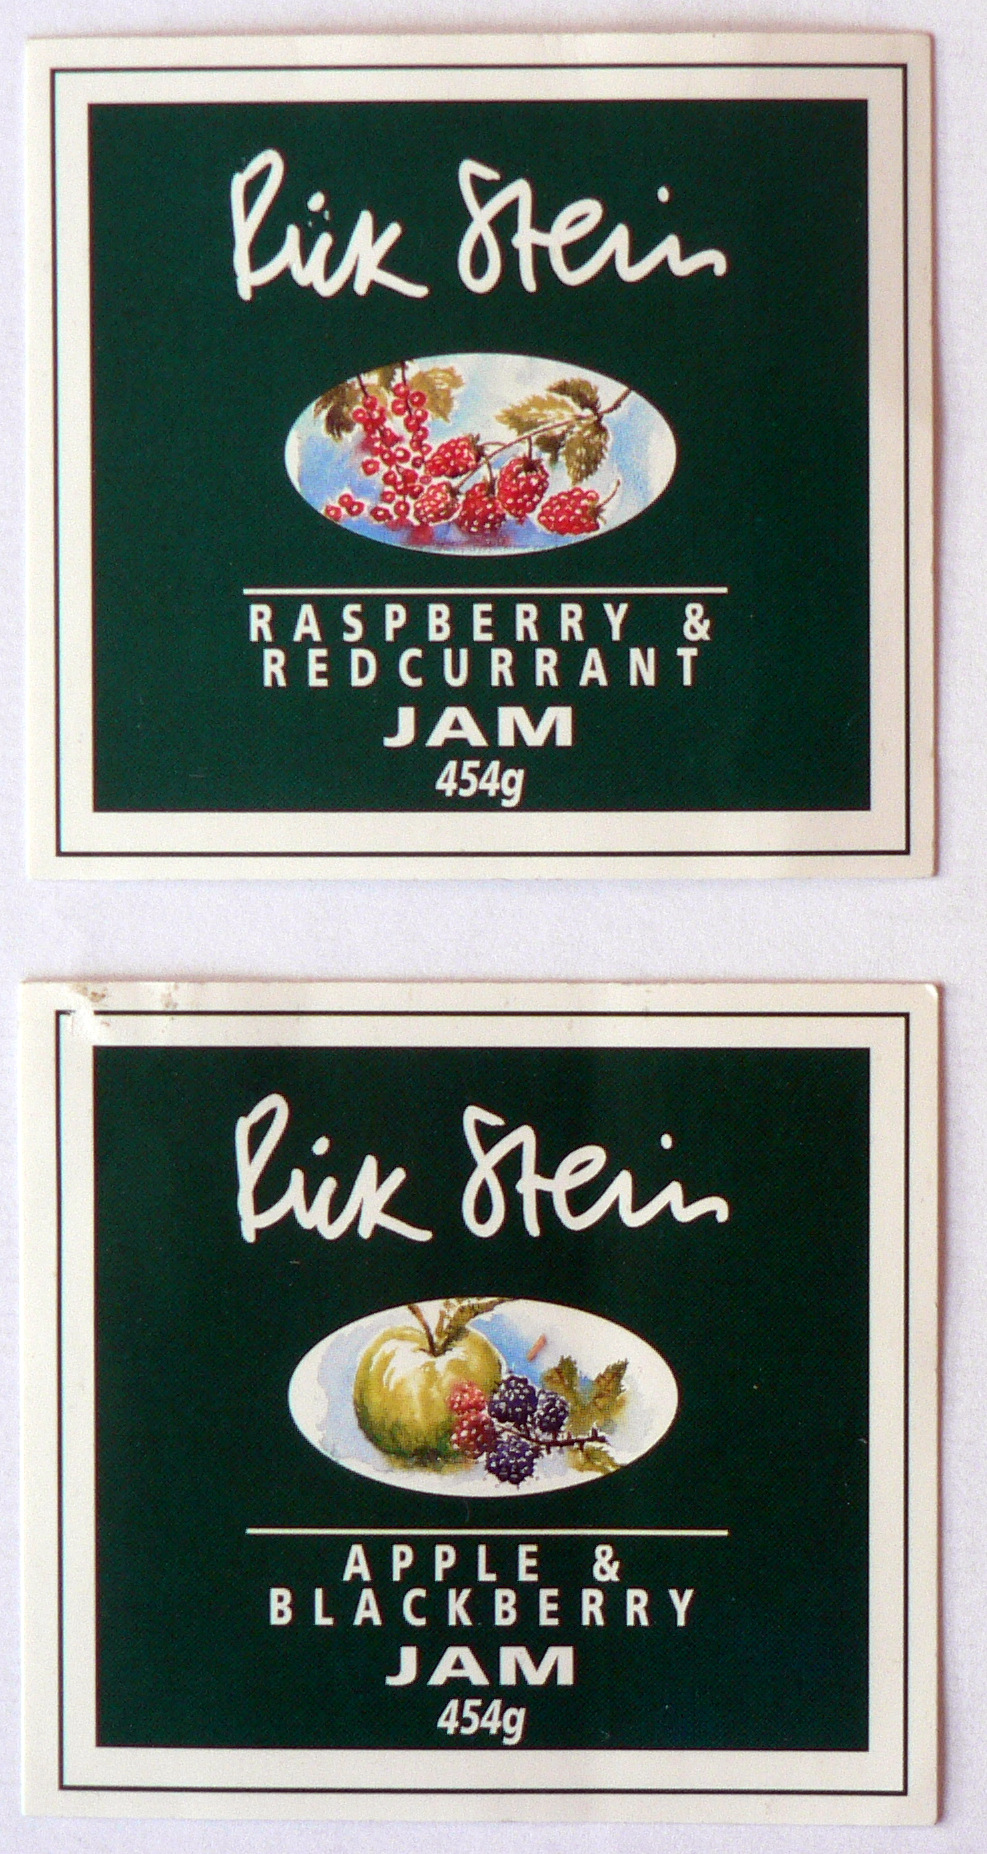 Rick Stein
RASPBERRY &
REDCURRANT
JAM
454g
Rick Stein
APPLE &
BLACKBERRY
JAM
454g